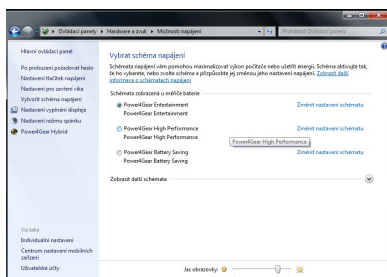 Ovládací panely ▸ Hardware a zvuk ▸ Možnosti napájení
Prohledat Ovládací panely
Hlavní ovládací panel
Po probuzení požadovat heslo
Nastavení tlačítek napájení
Nastavení pro zavření víka
Vytvořit schéma napájení
Nastavení vypínání displeje
Nastavení režimu spánku
Power4Gear Hybrid
Viz také
Individuální nastavení
Centrum nastavení mobilních
zařízení
Uživatelské účty
Vybrat schéma napájení
Schémata napájení vám pomohou maximalizovat výkon počítače nebo ušetřit energii. Schéma aktivujte tak,
že ho vyberete, nebo zvolte schéma a přizpůsobte jej změnou jeho nastavení napájení. Zobrazit další
informace o schématech napájení
Schémata zobrazená u měřiče baterie
Power4Gear Entertainment
Změnit nastavení schématu
Power4Gear Entertainment
Power4Gear High Performance
Změnit nastavení schématu
Power4Gear High Performance
Power4Gear High Performance
Power4Gear Battery Saving
Změnit nastavení schématu
Power4Gear Battery Saving
Zobrazit další schémata
Jas obrazovky: